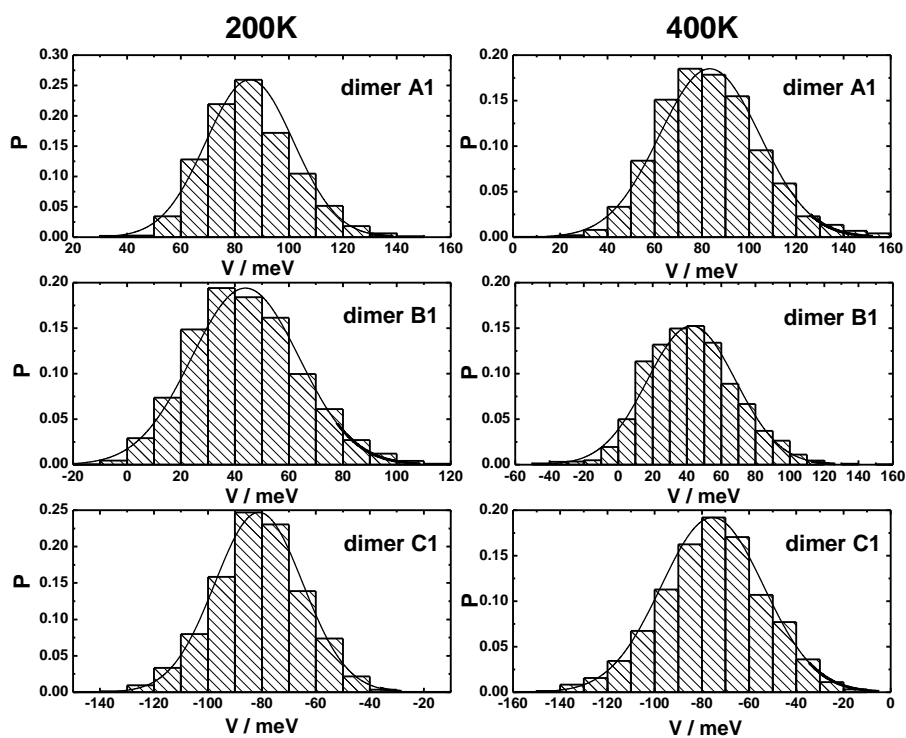 200K 400K
dimer A1
P
0.30
0.25
0.20
0.15
0.10
0.05
0.00
20 40 60 80 100 120 140 160
V / meV
dimer A1
P
0.20
0.15
0.10
0.05
0.00
0 20 40 60 80 100 120 140 160
V / meV
dimer B1
P
0.20
0.15
0.10
0.05
0.00
-20 0 20 40 60 80 100 120
V / meV
dimer B1
P
0.20
0.15
0.10
0.05
0.00
-60 -40 -20 0 20 40 60 80 100 120 140 160
V / meV
dimer C1
P
0.25
0.20
0.15
0.10
0.05
0.00
-140 -120 -100 -80 -60 -40 -20
V / meV
dimer C1
P
0.20
0.15
0.10
0.05
0.00
-160 -140 -120 -100 -80 -60 -40 -20 0
V / meV